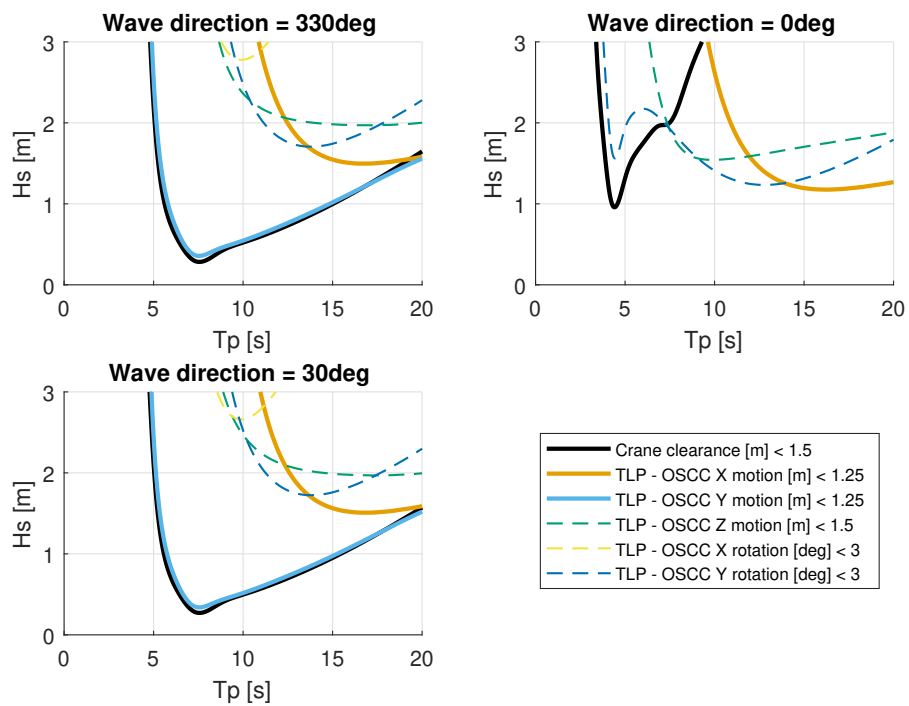 Wave direction = 330deg
3
2
1
0
Hs [m]
0
5
10
15
20
Tp [s]
Wave direction = 0deg
3
2
1
0
Hs [m]
0
5
10
15
20
Tp [s]
Wave direction = 30deg
3
2
1
0
Hs [m]
0
5
10
15
20
Tp [s]
Crane clearance [m] < 1.5
TLP - OSCC X motion [m] < 1.25
TLP - OSCC Y motion [m] < 1.25
TLP - OSCC Z motion [m] < 1.5
TLP - OSCC X rotation [deg] < 3
TLP - OSCC Y rotation [deg] < 3